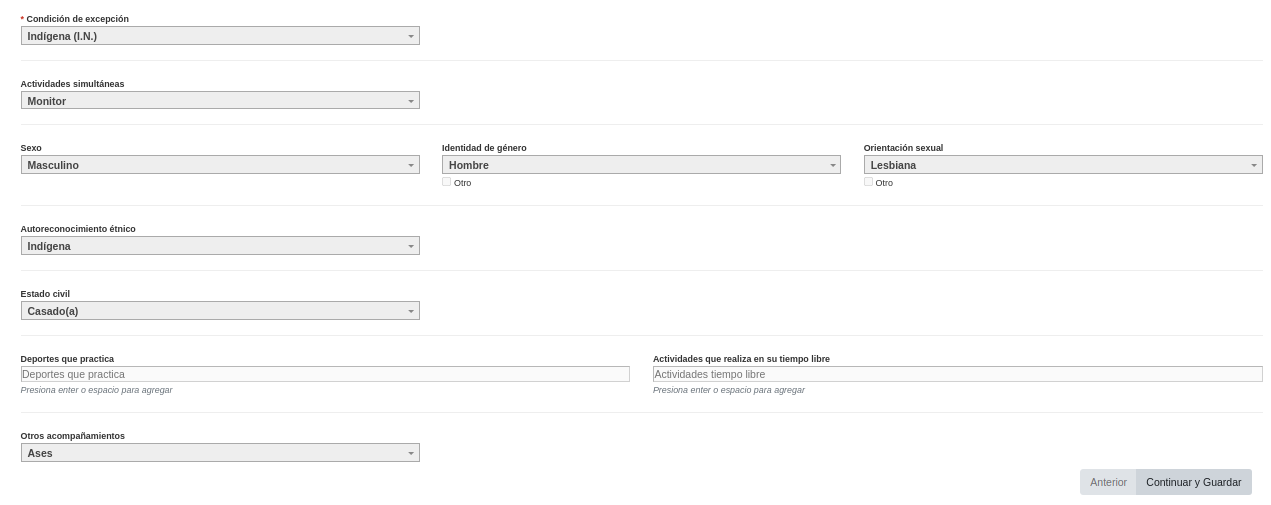 * Condición de excepción
Indígena (I.N.)
Actividades simultáneas
Monitor
Sexo
Masculino
Identidad de género
Hombre
Otro
Orientación sexual
Lesbiana
Otro
Autoreconocimiento étnico
Indígena
Estado civil
Casado(a)
Deportes que practica
Deportes que practica
Presiona enter o espacio para agregar
Actividades que realiza en su tiempo libre
Actividades tiempo libre
Presiona enter o espacio para agregar
Otros acompañamientos
Ases
Anterior
Continuar y Guardar